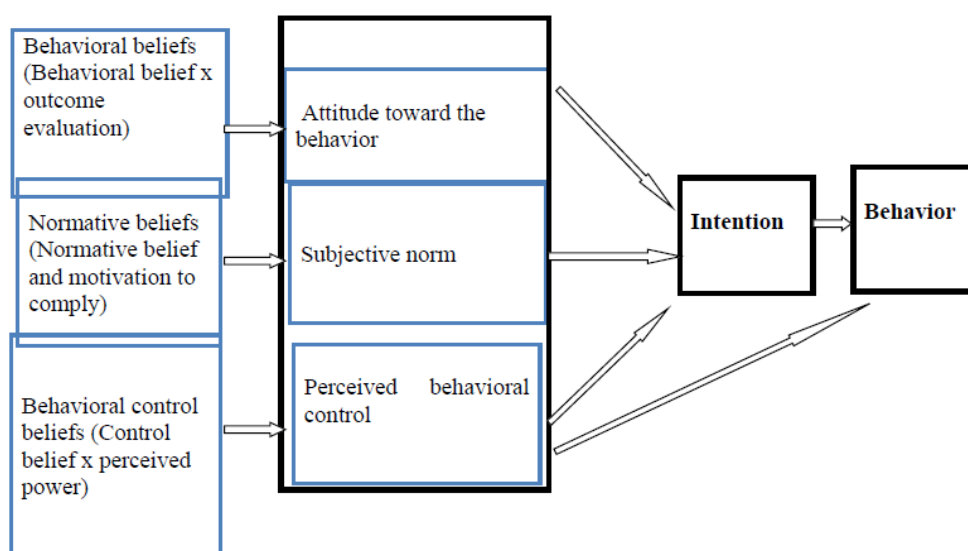 Behavioral beliefs
(Behavioral belief x
outcome
evaluation)
Attitude toward the
behavior
Normative beliefs
(Normative belief
and motivation to
comply)
Subjective norm
Intention
Behavior
Behavioral control
beliefs (Control
belief x perceived
power)
Perceived behavioral
control